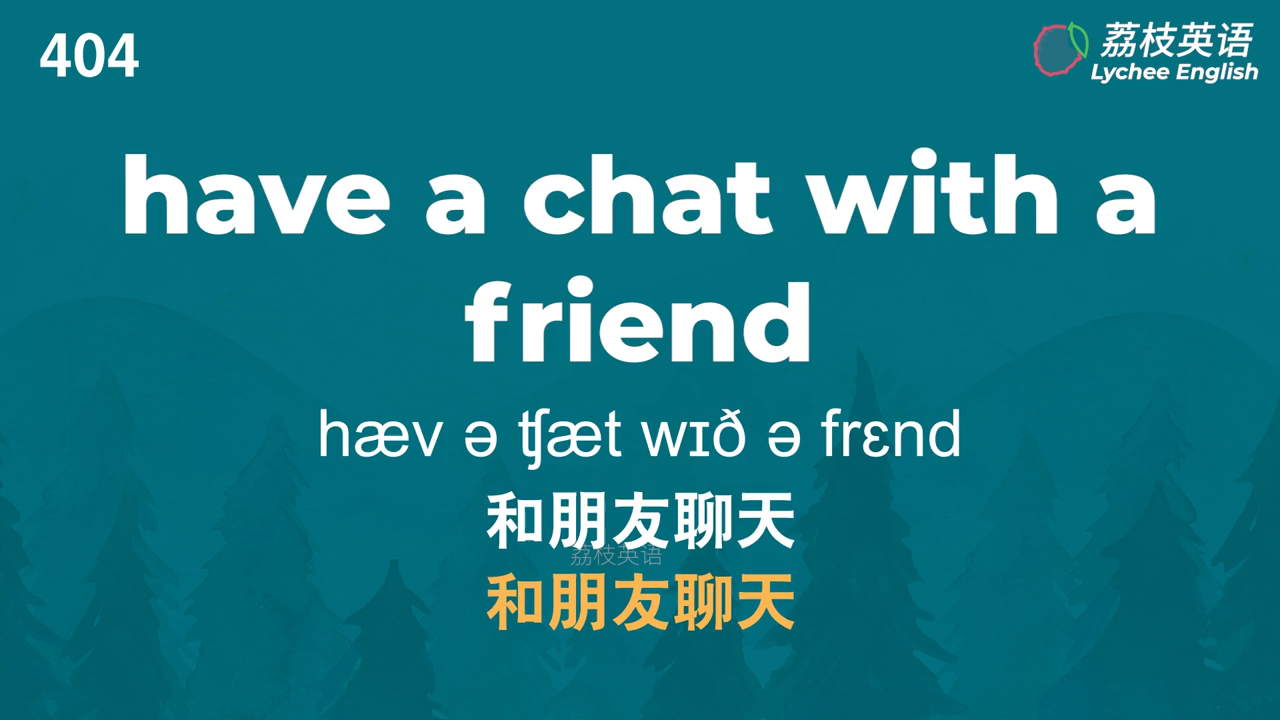 404
荔枝英语
Lychee English
have a chat with a
friend
hæv ə ʧæt wɪð ə frɛnd
和朋友聊天
荔枝英语
和朋友聊天